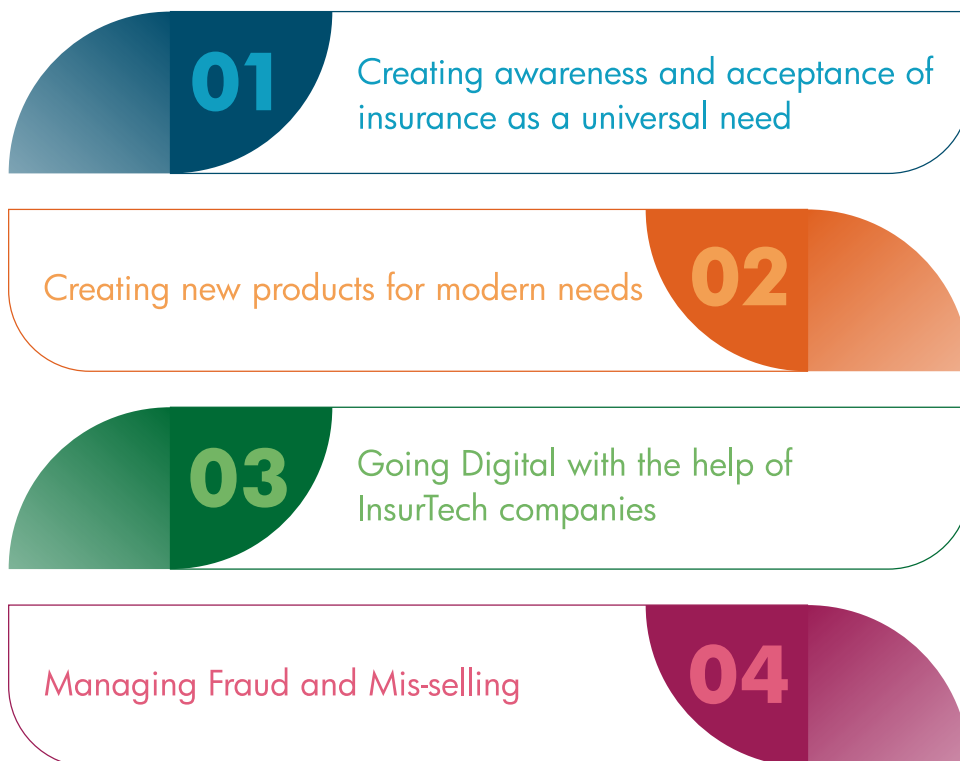 01
Creating awareness and acceptance of
insurance as a universal need
Creating new products for modern needs
02
03
Going Digital with the help of
InsurTech companies
Managing Fraud and Mis-selling
04